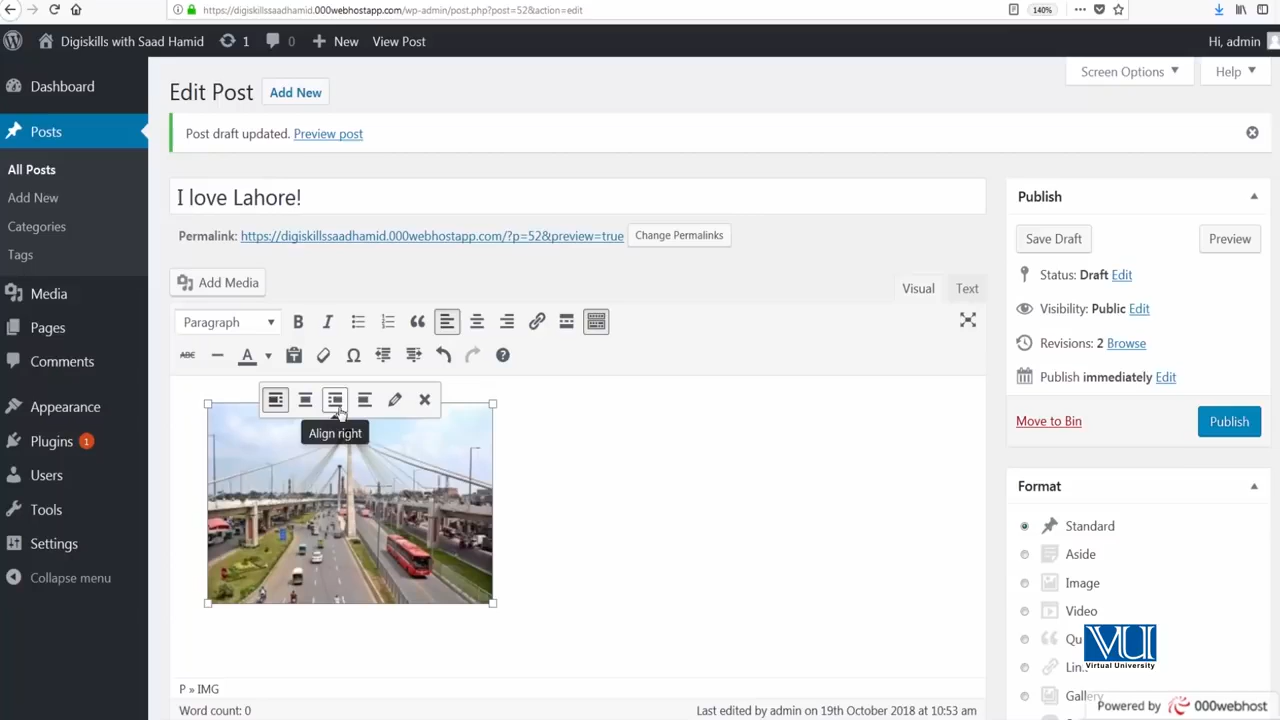 https://digiskillssaadhamid.000webhostapp.com/wp-admin/post.php?post=52&action=edit
140%
Digiskills with Saad Hamid
1
0
New
View Post
Hi, admin
Dashboard
Posts
All Posts
Add New
Categories
Tags
Media
Pages
Comments
Appearance
Plugins 1
Users
Tools
Settings
Collapse menu
Screen Options
Help
Edit Post
Add New
Post draft updated. Preview post
I love Lahore!
Permalink: https://digiskillssaadhamid.000webhostapp.com/?p=52&preview=true
Change Permalinks
Add Media
Visual
Text
Paragraph
B
I
ABC
A
Align right
P » IMG
Word count: 0
Last edited by admin on 19th October 2018 at 10:53 am
Publish
Save Draft
Preview
Status: Draft Edit
Visibility: Public Edit
Revisions: 2 Browse
Publish immediately Edit
Move to Bin
Publish
Format
Standard
Aside
Image
Video
Gallery
VU
Virtual University
Powered by 000webhost